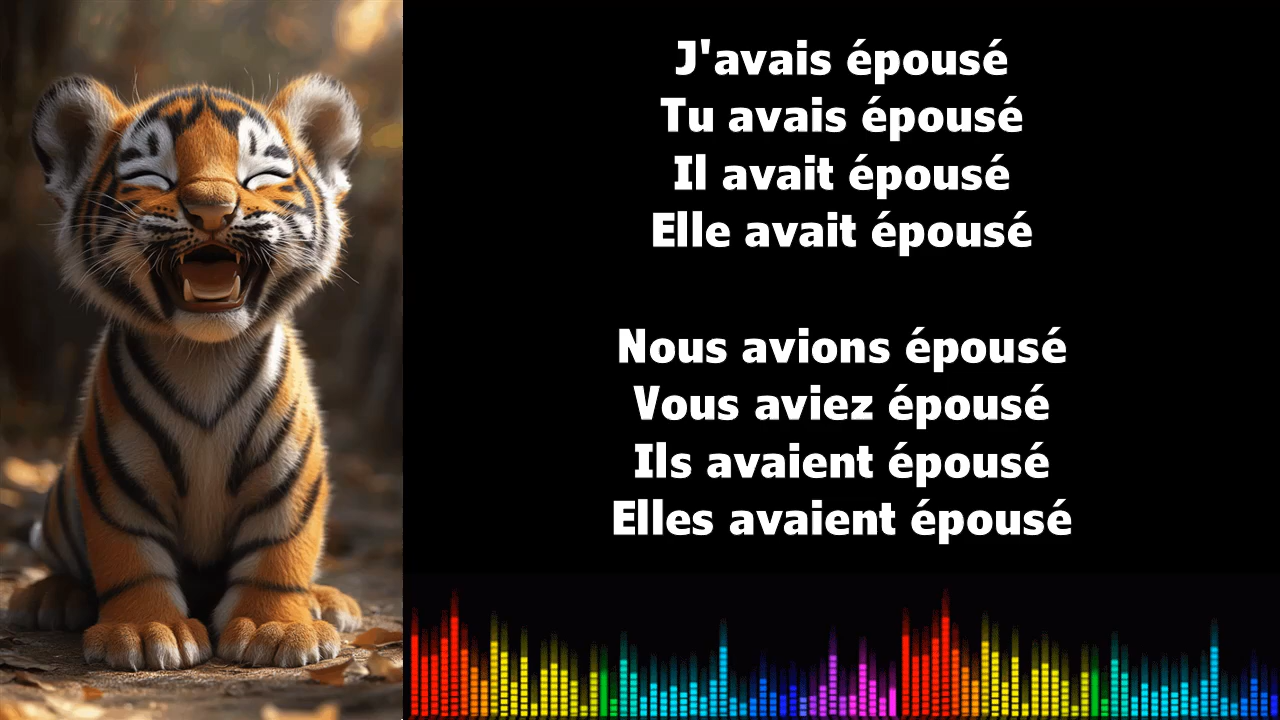 J'avais épousé
Tu avais épousé
Il avait épousé
Elle avait épousé
Nous avions épousé
Vous aviez épousé
Ils avaient épousé
Elles avaient épousé